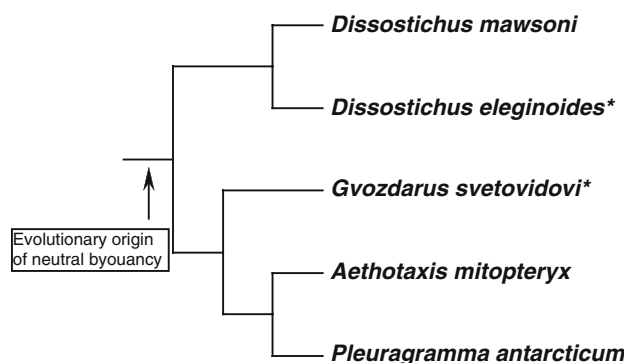 Dissostichus mawsoni
Dissostichus eleginoides*
Gvozdarus svetovidovi*
Evolutionary origin
of neutral byouancy
Aethotaxis mitopteryx
Pleuragramma antarcticum